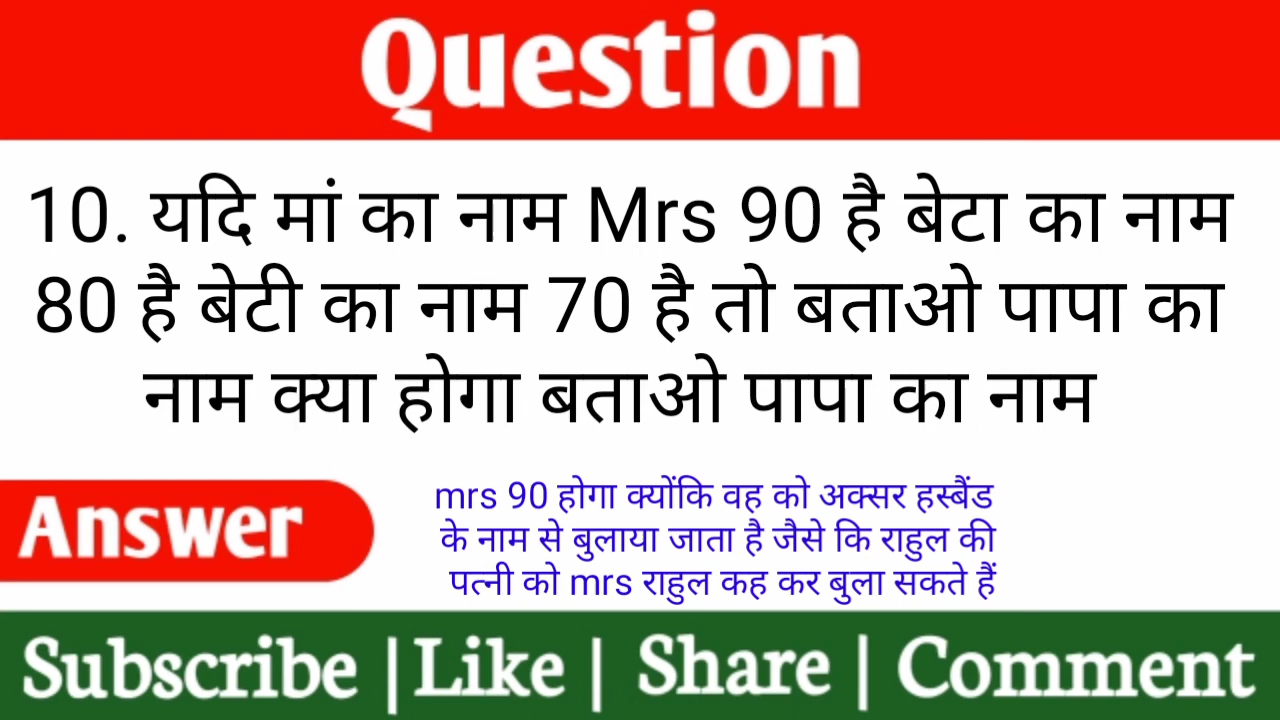 Question
10. यदि मां का नाम Mrs 90 है बेटा का नाम
80 है बेटी का नाम 70 है तो बताओ पापा का
नाम क्या होगा बताओ पापा का नाम
Answer
mrs 90 होगा क्योंकि वह को अक्सर हस्बैंड
के नाम से बुलाया जाता है जैसे कि राहुल की
पत्नी को mrs राहुल कह कर बुला सकते हैं
Subscribe | Like | Share | Comment